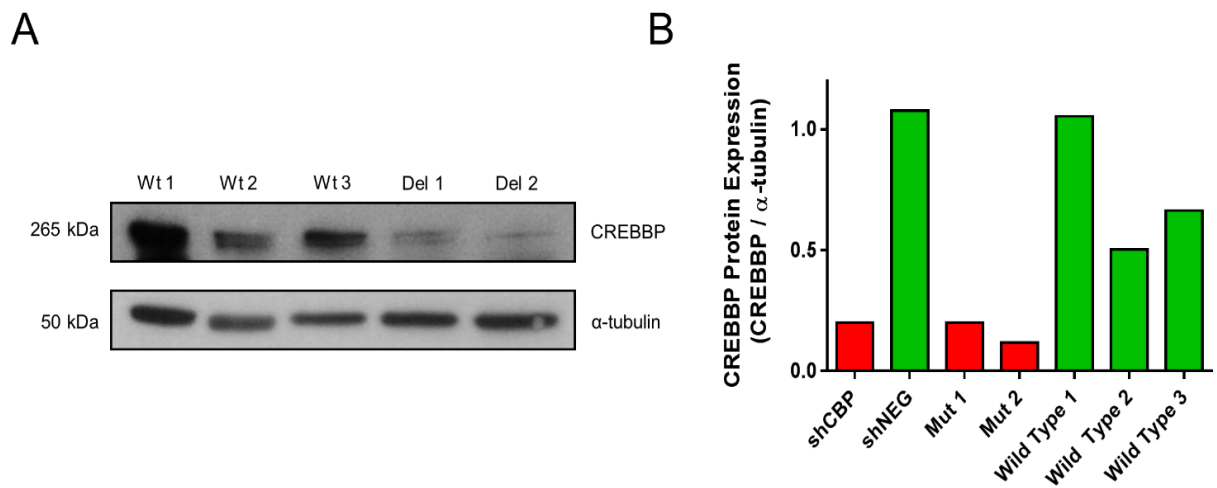 A
Wt 1 Wt 2 Wt 3 Del 1 Del 2
265 kDa CREBBP
50 kDa α-tubulin
B
CREBBP Protein Expression
(CREBBP / α-tubulin)
1.0
0.5
0.0
shCBP
shNEG
Mut 1
Mut 2
Wild Type 1
Wild Type 2
Wild Type 3